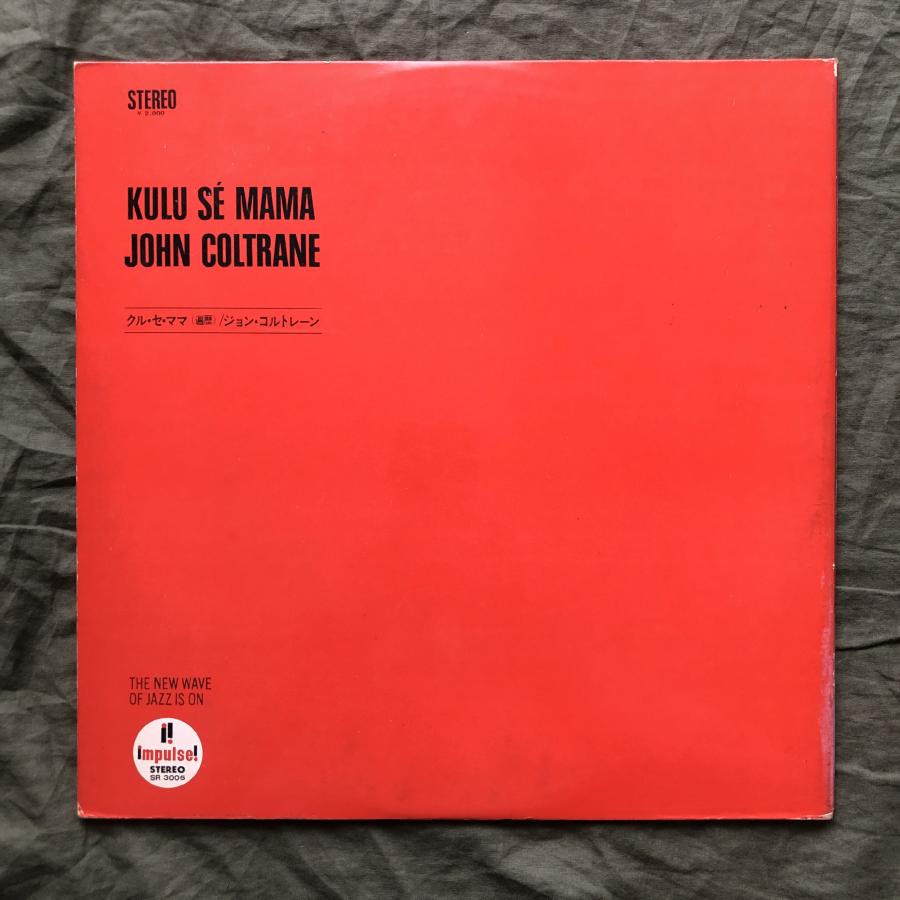 STEREO
¥ 2,000
KULU SÉ MAMA
JOHN COLTRANE
クル・セ・ママ(遍歴)/ジョン・コルトレーン
THE NEW WAVE
OF JAZZ IS ON
i!
impulse!
STEREO
SR 3005